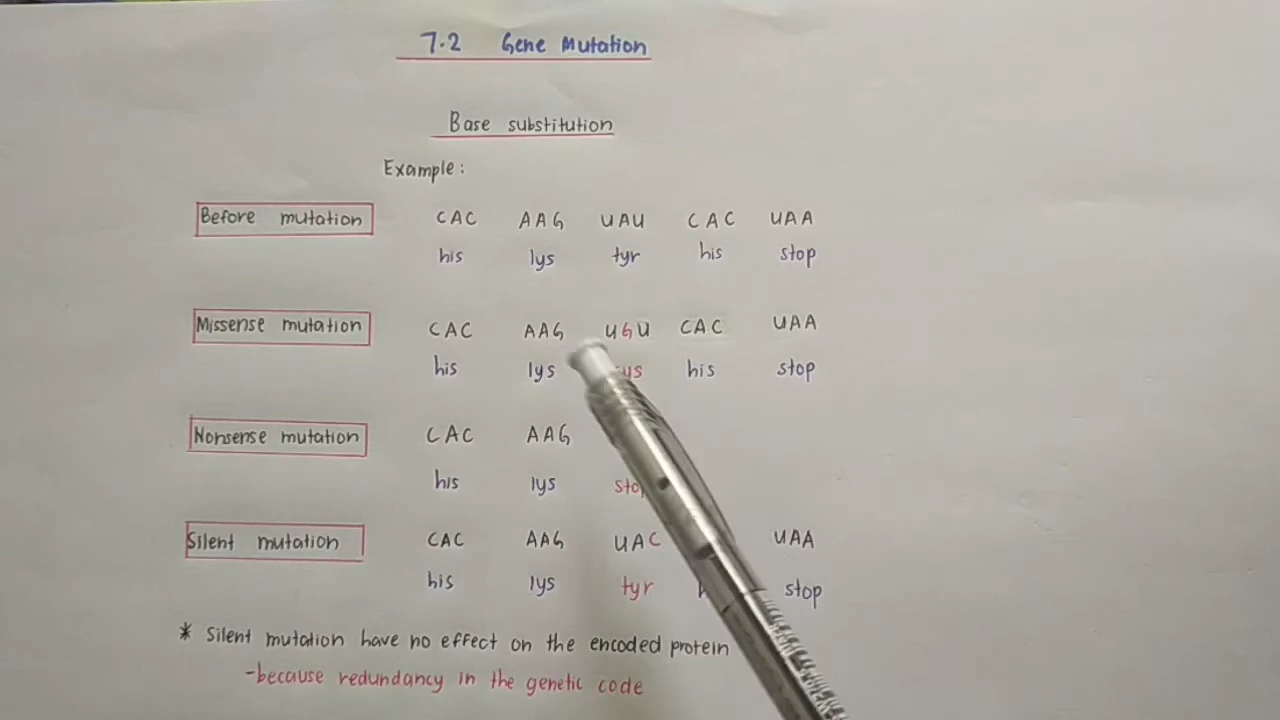 7.2 Gene Mutation
Base substitution
Example:
Before mutation CAC AAG UAU CAC UAA
his lys tyr his stop
Missense mutation CAC AAG UGU CAC UAA
his lys his stop
Nonsense mutation CAC AAG
his lys
Silent mutation CAC AAG UAC UAA
his lys tyr stop
* Silent mutation have no effect on the encoded protein
-because redundancy in the genetic code